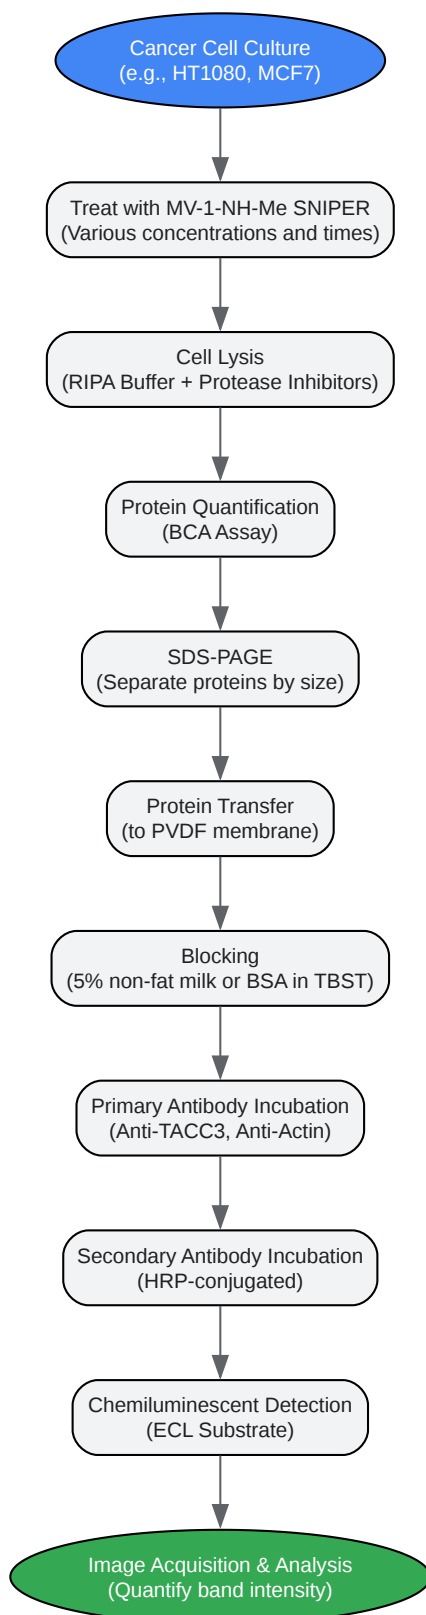 Cancer Cell Culture
(e.g., HT1080, MCF7)
Treat with MV-1-NH-Me SNIPER
(Various concentrations and times)
Cell Lysis
(RIPA Buffer + Protease Inhibitors)
Protein Quantification
(BCA Assay)
SDS-PAGE
(Separate proteins by size)
Protein Transfer
(to PVDF membrane)
Blocking
(5% non-fat milk or BSA in TBST)
Primary Antibody Incubation
(Anti-TACC3, Anti-Actin)
Secondary Antibody Incubation
(HRP-conjugated)
Chemiluminescent Detection
(ECL Substrate)
Image Acquisition & Analysis
(Quantify band intensity)